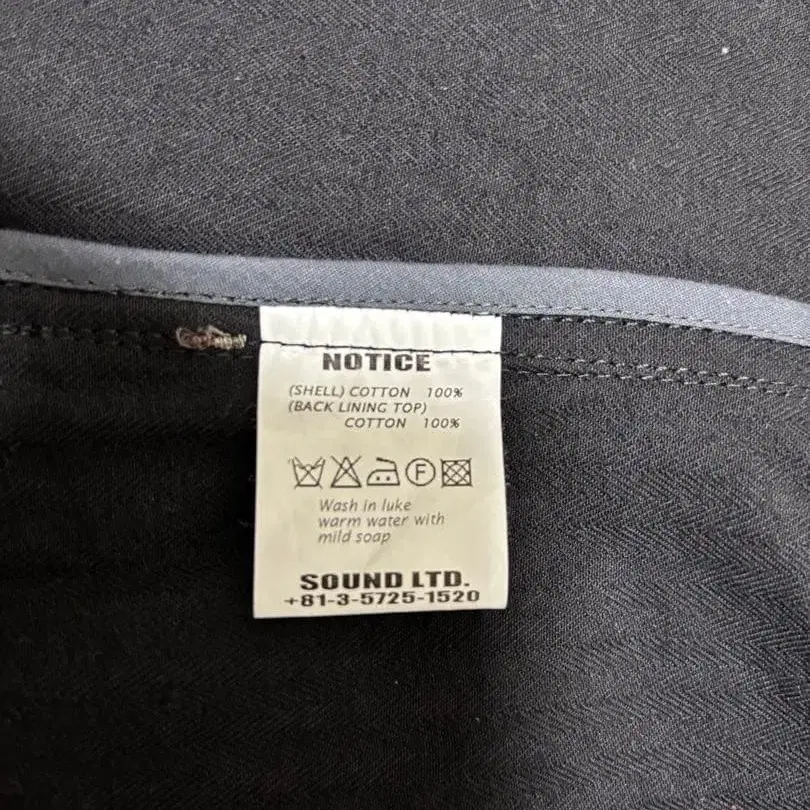 NOTICE
(SHELL) COTTON 100%
(BACK LINING TOP)
COTTON 100%
F
Wash in luke
warm water with
mild soap
SOUND LTD.
+81-3-5725-1520